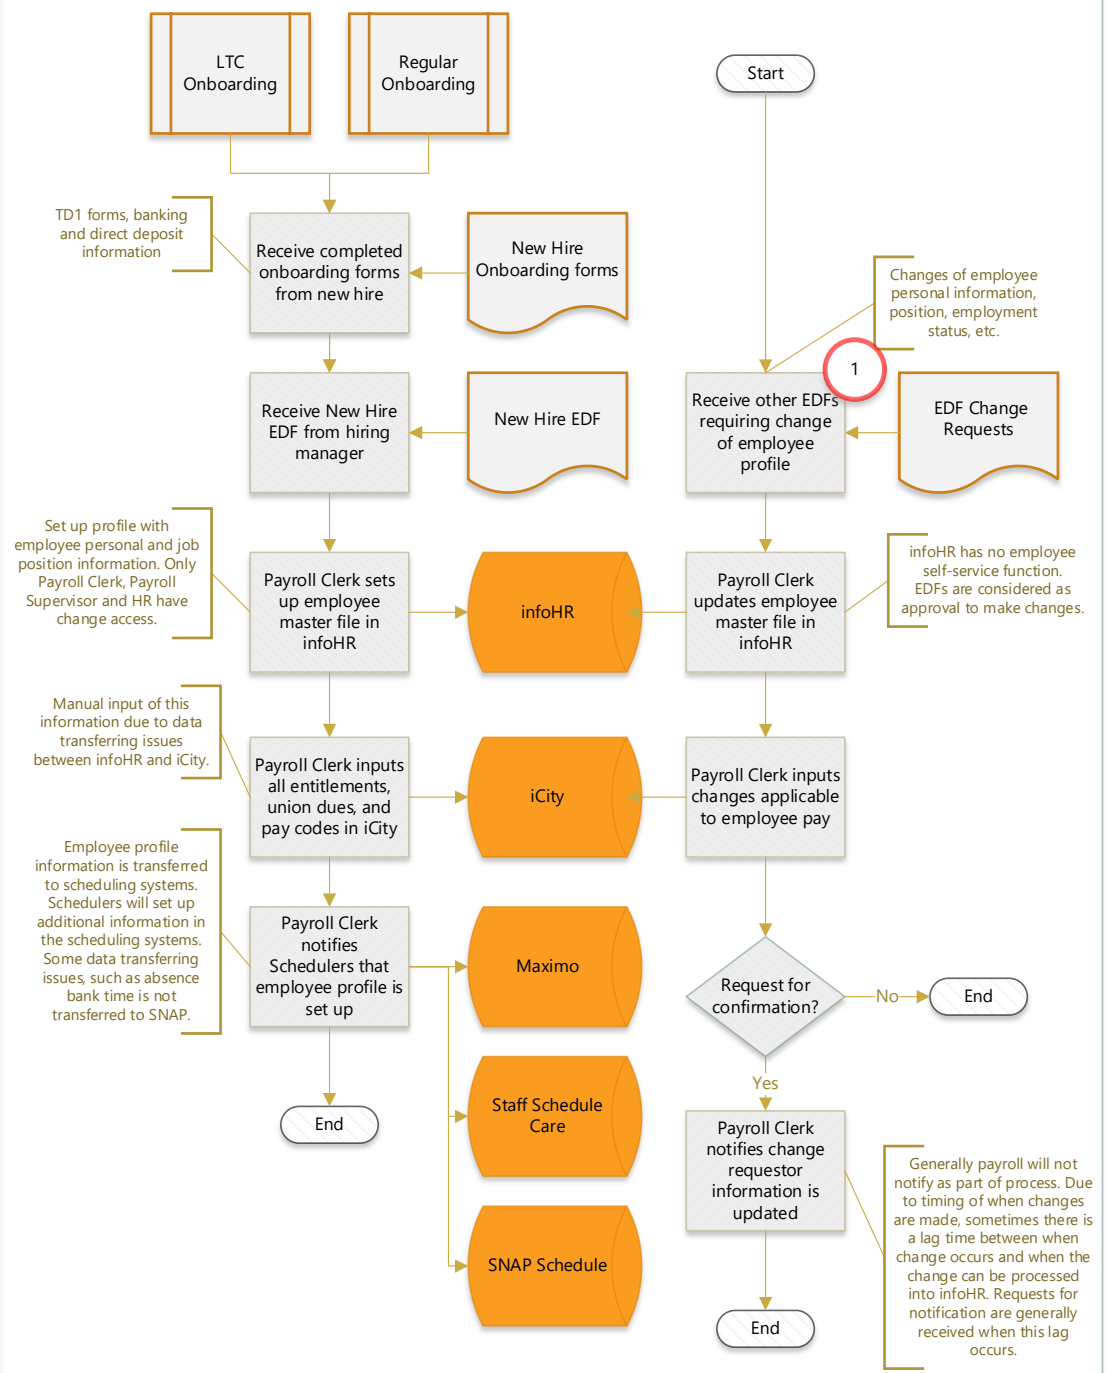 LTC
Onboarding
Regular
Onboarding
Start
TD1 forms, banking
and direct deposit
information
Receive completed
onboarding forms
from new hire
New Hire
Onboarding forms
Changes of employee
personal information,
position, employment
status, etc.
1
Receive New Hire
EDF from hiring
manager
New Hire EDF
Receive other EDFs
requiring change
of employee
profile
EDF Change
Requests
Set up profile with
employee personal and job
position information. Only
Payroll Clerk, Payroll
Supervisor and HR have
change access.
Payroll Clerk sets
up employee
master file in
infoHR
infoHR
Payroll Clerk
updates employee
master file in
infoHR
infoHR has no employee
self-service function.
EDFs are considered as
approval to make changes.
Manual input of this
information due to data
transferring issues
between infoHR and iCity.
Payroll Clerk inputs
all entitlements,
union dues, and
pay codes in iCity
iCity
Payroll Clerk inputs
changes applicable
to employee pay
Employee profile
information is transferred
to scheduling systems.
Schedulers will set up
additional information in
the scheduling systems.
Some data transferring
issues, such as absence
bank time is not
transferred to SNAP.
Payroll Clerk
notifies
Schedulers that
employee profile is
set up
Maximo
Request for
confirmation?
No
End
Yes
Staff Schedule
Care
End
Payroll Clerk
notifies change
requestor
information is
updated
Generally payroll will not
notify as part of process. Due
to timing of when changes
are made, sometimes there is
a lag time between when
change occurs and when the
change can be processed
into infoHR. Requests for
notification are generally
received when this lag
occurs.
SNAP Schedule
End